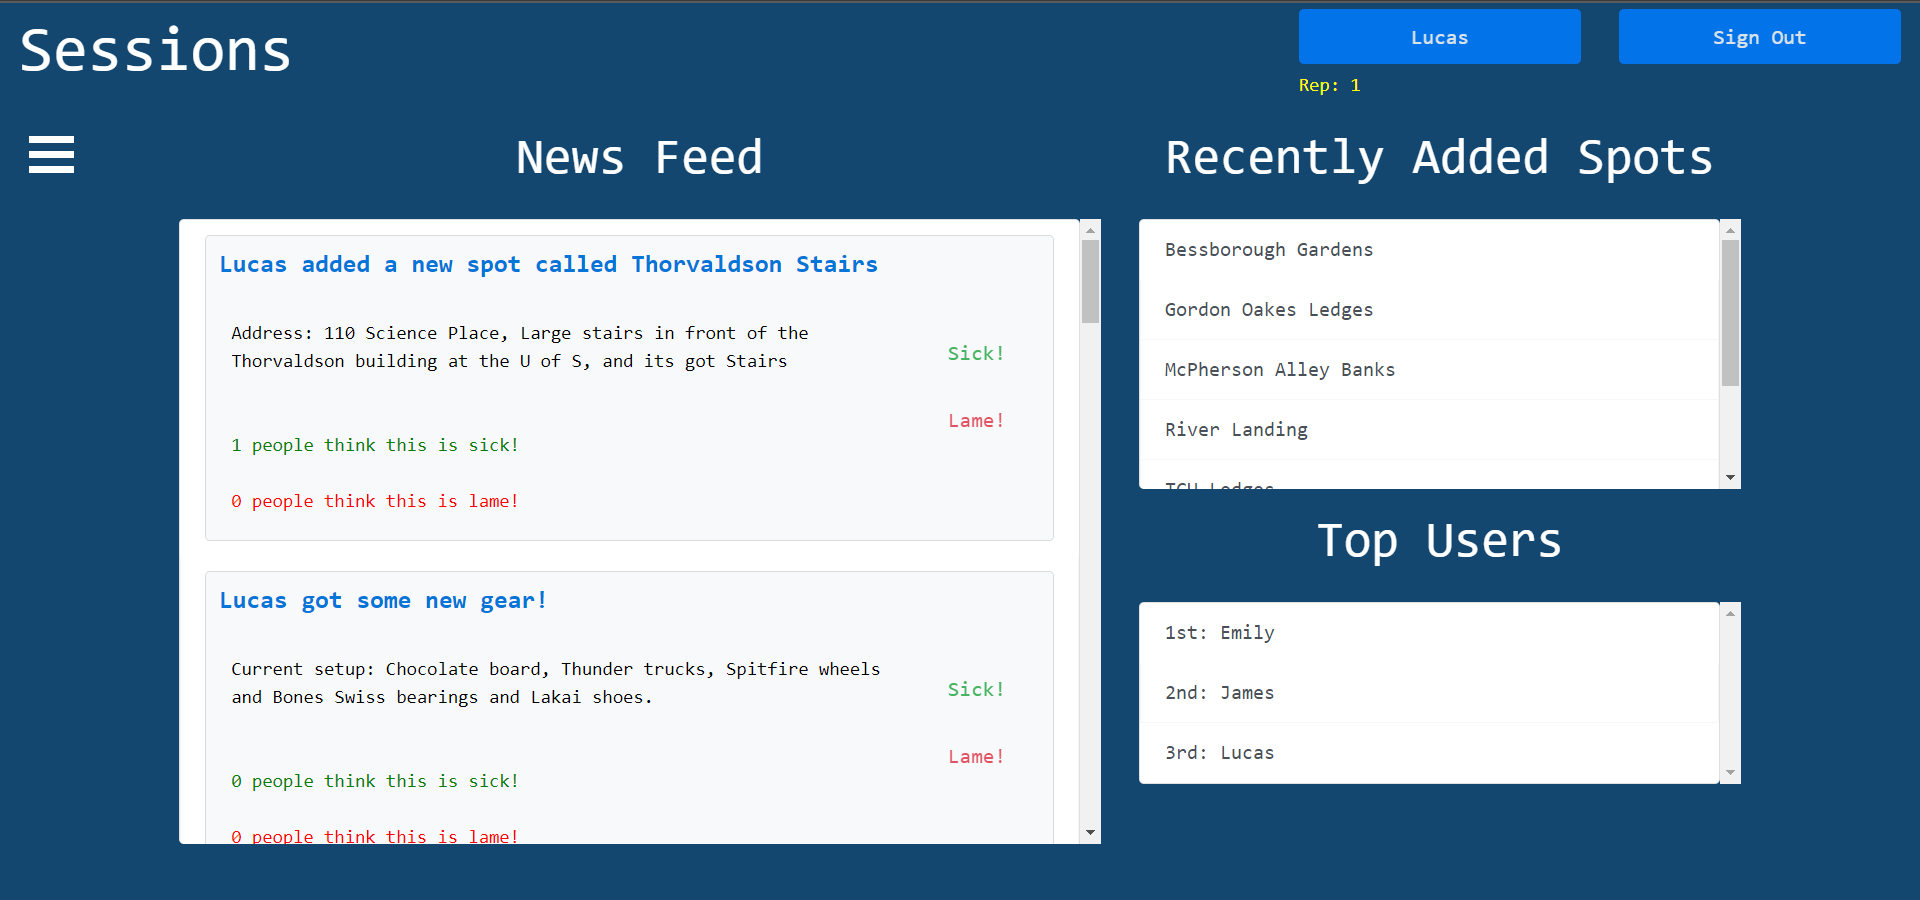 Sessions
Lucas
Sign Out
Rep: 1
News Feed
Lucas added a new spot called Thorvaldson Stairs
Address: 110 Science Place, Large stairs in front of the
Thorvaldson building at the U of S, and its got Stairs
Sick!
Lame!
1 people think this is sick!
0 people think this is lame!
Lucas got some new gear!
Current setup: Chocolate board, Thunder trucks, Spitfire wheels
and Bones Swiss bearings and Lakai shoes.
Sick!
Lame!
0 people think this is sick!
0 people think this is lame!
Recently Added Spots
Bessborough Gardens
Gordon Oakes Ledges
McPherson Alley Banks
River Landing
Ledges
Top Users
1st: Emily
2nd: James
3rd: Lucas